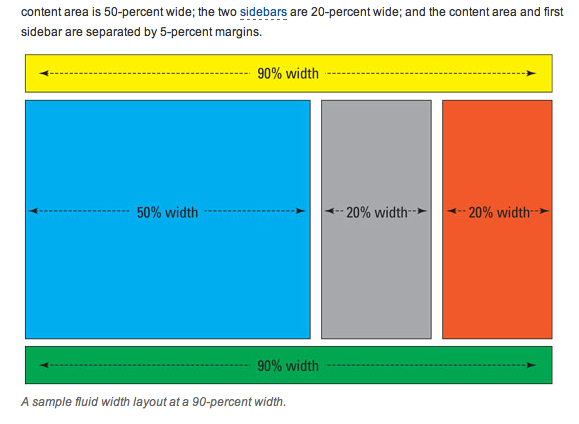 content area is 50-percent wide; the two sidebars are 20-percent wide; and the content area and first
sidebar are separated by 5-percent margins.
90% width
50% width
20% width
20% width
90% width
A sample fluid width layout at a 90-percent width.